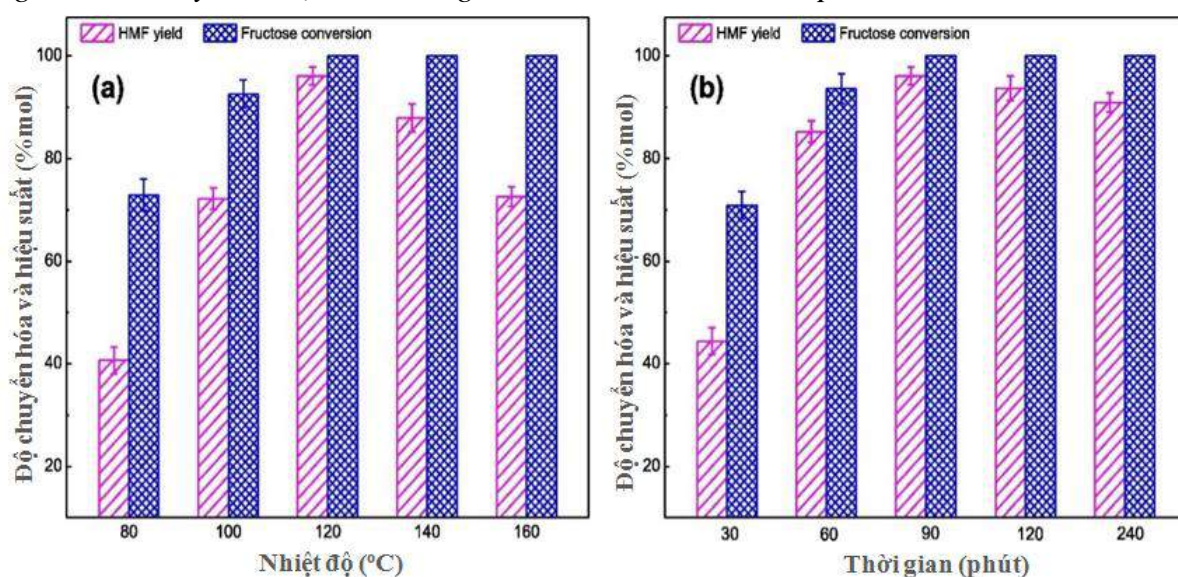 HMF yield Fructose conversion
(a)
100
80
60
40
20
Độ chuyển hóa và hiệu suất (%mol)
80 100 120 140 160
Nhiệt độ (°C)
HMF yield Fructose conversion
(b)
100
80
60
40
20
Độ chuyển hóa và hiệu suất (%mol)
30 60 90 120 240
Thời gian (phút)